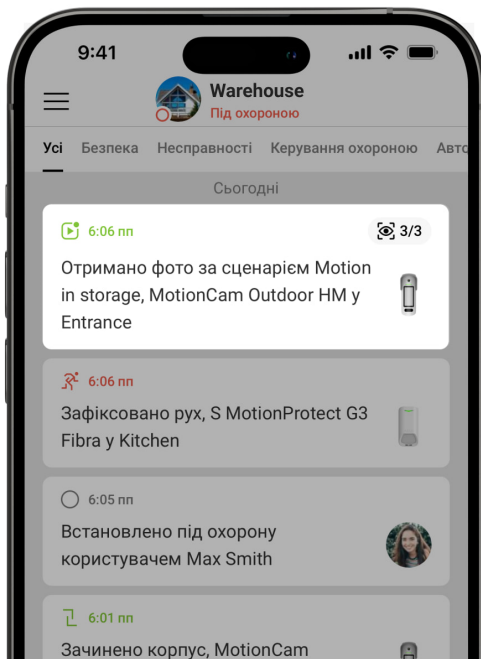 9:41
Warehouse
Під охороною
Усі Безпека Несправності Керування охороною Авто
Сьогодні
6:06 пп
3/3
Отримано фото за сценарієм Motion
in storage, MotionCam Outdoor HM у
Entrance
6:06 пп
Зафіксовано рух, S MotionProtect G3
Fibra у Kitchen
6:05 пп
Встановлено під охорону
користувачем Max Smith
6:01 пп
Зачинено корпус, MotionCam